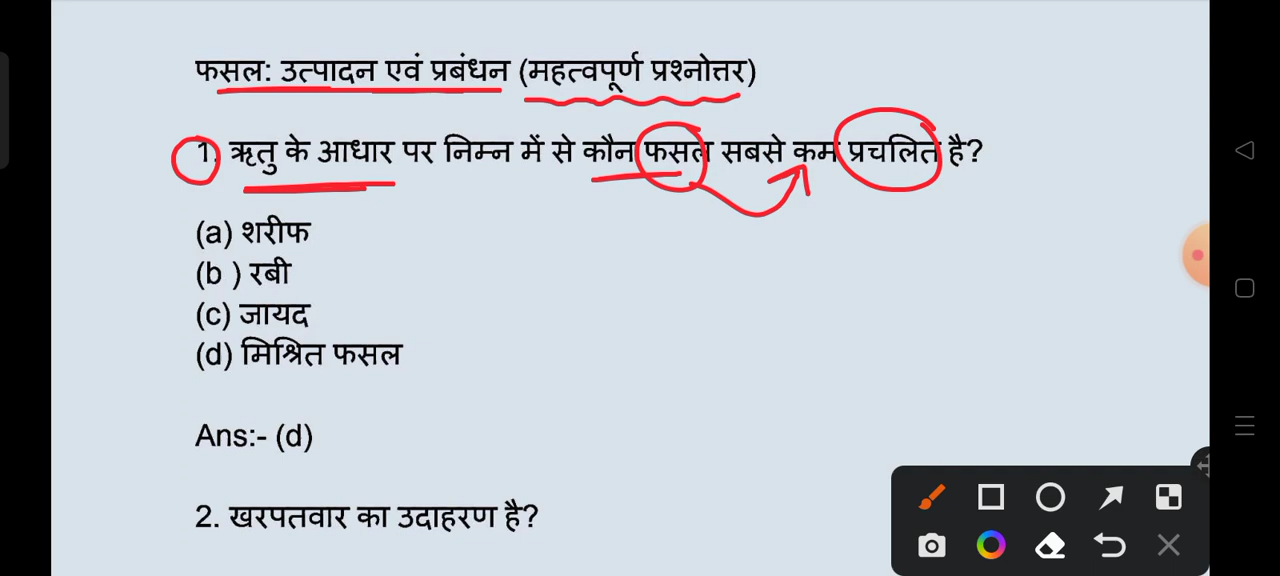 फसल: उत्पादन एवं प्रबंधन (महत्वपूर्ण प्रश्नोत्तर)
1. ऋतु के आधार पर निम्न में से कौन फसल सबसे कम प्रचलित है?
(a) शरीफ
(b ) रबी
(c) जायद
(d) मिश्रित फसल
Ans:- (d)
2. खरपतवार का उदाहरण है?